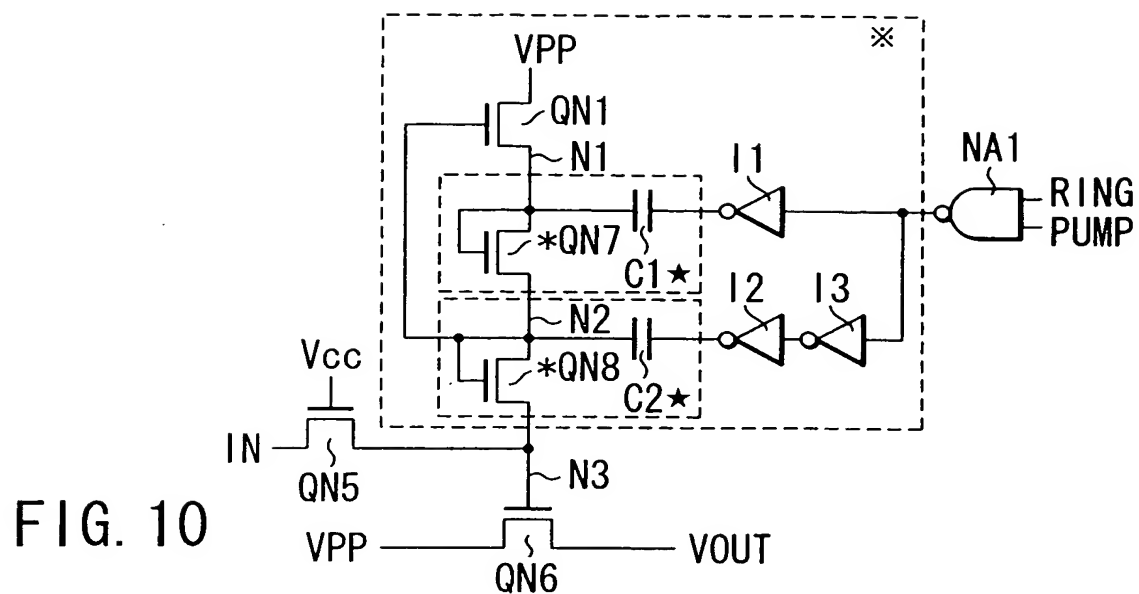 ※
VPP
QN1
N1
I1
NA1
RING
PUMP
*QN7
C1★
N2
I2
I3
*QN8
C2★
Vcc
IN
QN5
N3
FIG. 10
VPP
QN6
VOUT